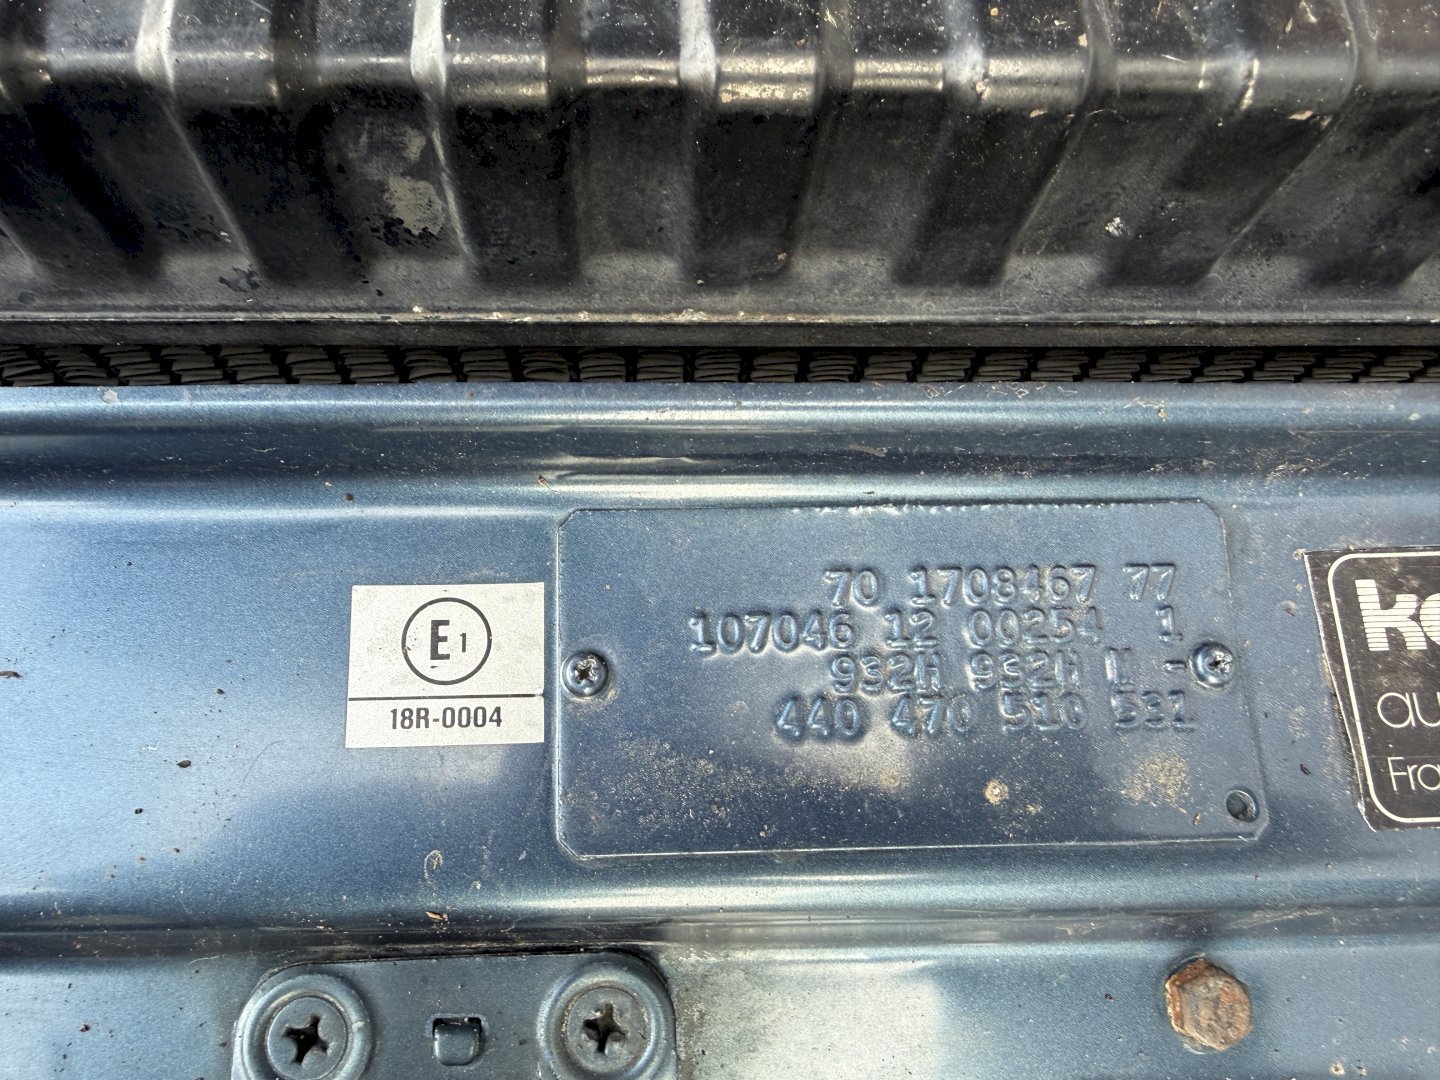 70 1708467 77
107046 12 00254 1
932H 932H M -
440 470 510 531
E1
18R-0004